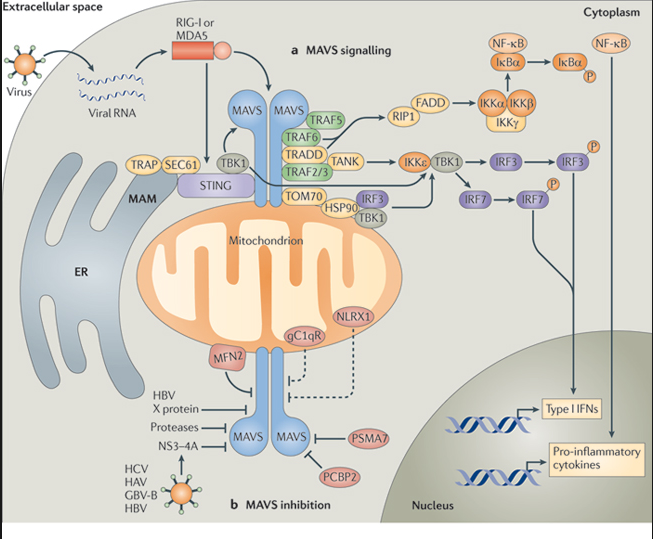 Extracellular space
Cytoplasm
RIG-I or
MDA5
Virus
Viral RNA
a MAVS signalling
NF-κB
IκBα
IκBα
P
NF-κB
MAVS
MAVS
TRAF5
TRAF6
TRADD
TRAF2/3
TANK
RIP1
FADD
IKKα
IKKβ
IKKγ
TRAP
SEC61
TBK1
STING
MAM
IKKε
TBK1
IRF3
IRF3
P
IRF7
IRF7
P
TOM70
HSP90
IRF3
TBK1
Mitochondrion
ER
NLRX1
gC1qR
MFN2
HBV
X protein
Proteases
NS3–4A
MAVS
MAVS
PSMA7
PCBP2
HCV
HAV
GBV-B
HBV
b MAVS inhibition
Type I IFNs
Pro-inflammatory
cytokines
Nucleus